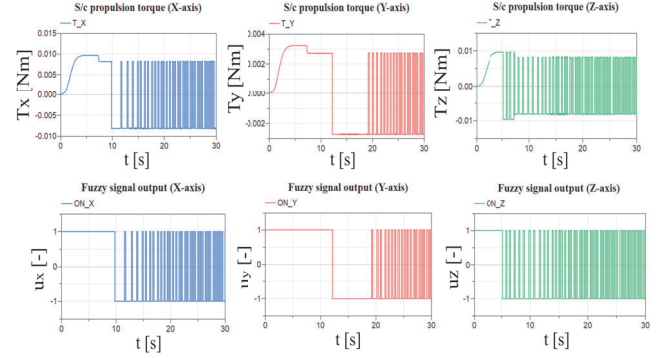 S/c propulsion torque (X-axis)
T_X
Tx [Nm]
0.015
0.010
0.005
0.000
-0.005
-0.010
0 10 20 30
t [s]
S/c propulsion torque (Y-axis)
T_Y
Ty [Nm]
0.004
0.002
0.000
-0.002
0 10 20 30
t [s]
S/c propulsion torque (Z-axis)
_Z
Tz [Nm]
0.01
0.00
-0.01
0 10 20 30
t [s]
Fuzzy signal output (X-axis)
ON_X
ux [-]
1
0
-1
0 10 20 30
t [s]
Fuzzy signal output (Y-axis)
ON_Y
uy [-]
1
0
-1
0 10 20 30
t [s]
Fuzzy signal output (Z-axis)
ON_Z
uz [-]
1
0
-1
0 10 20 30
t [s]